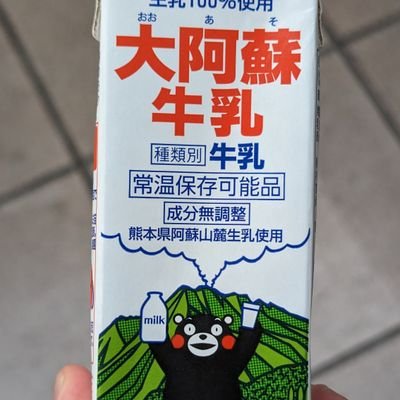 生乳100%使用
おお あ そ
大阿蘇
牛乳
種類別 牛乳
常温保存可能品
成分無調整
熊本県阿蘇山麓生乳使用
milk